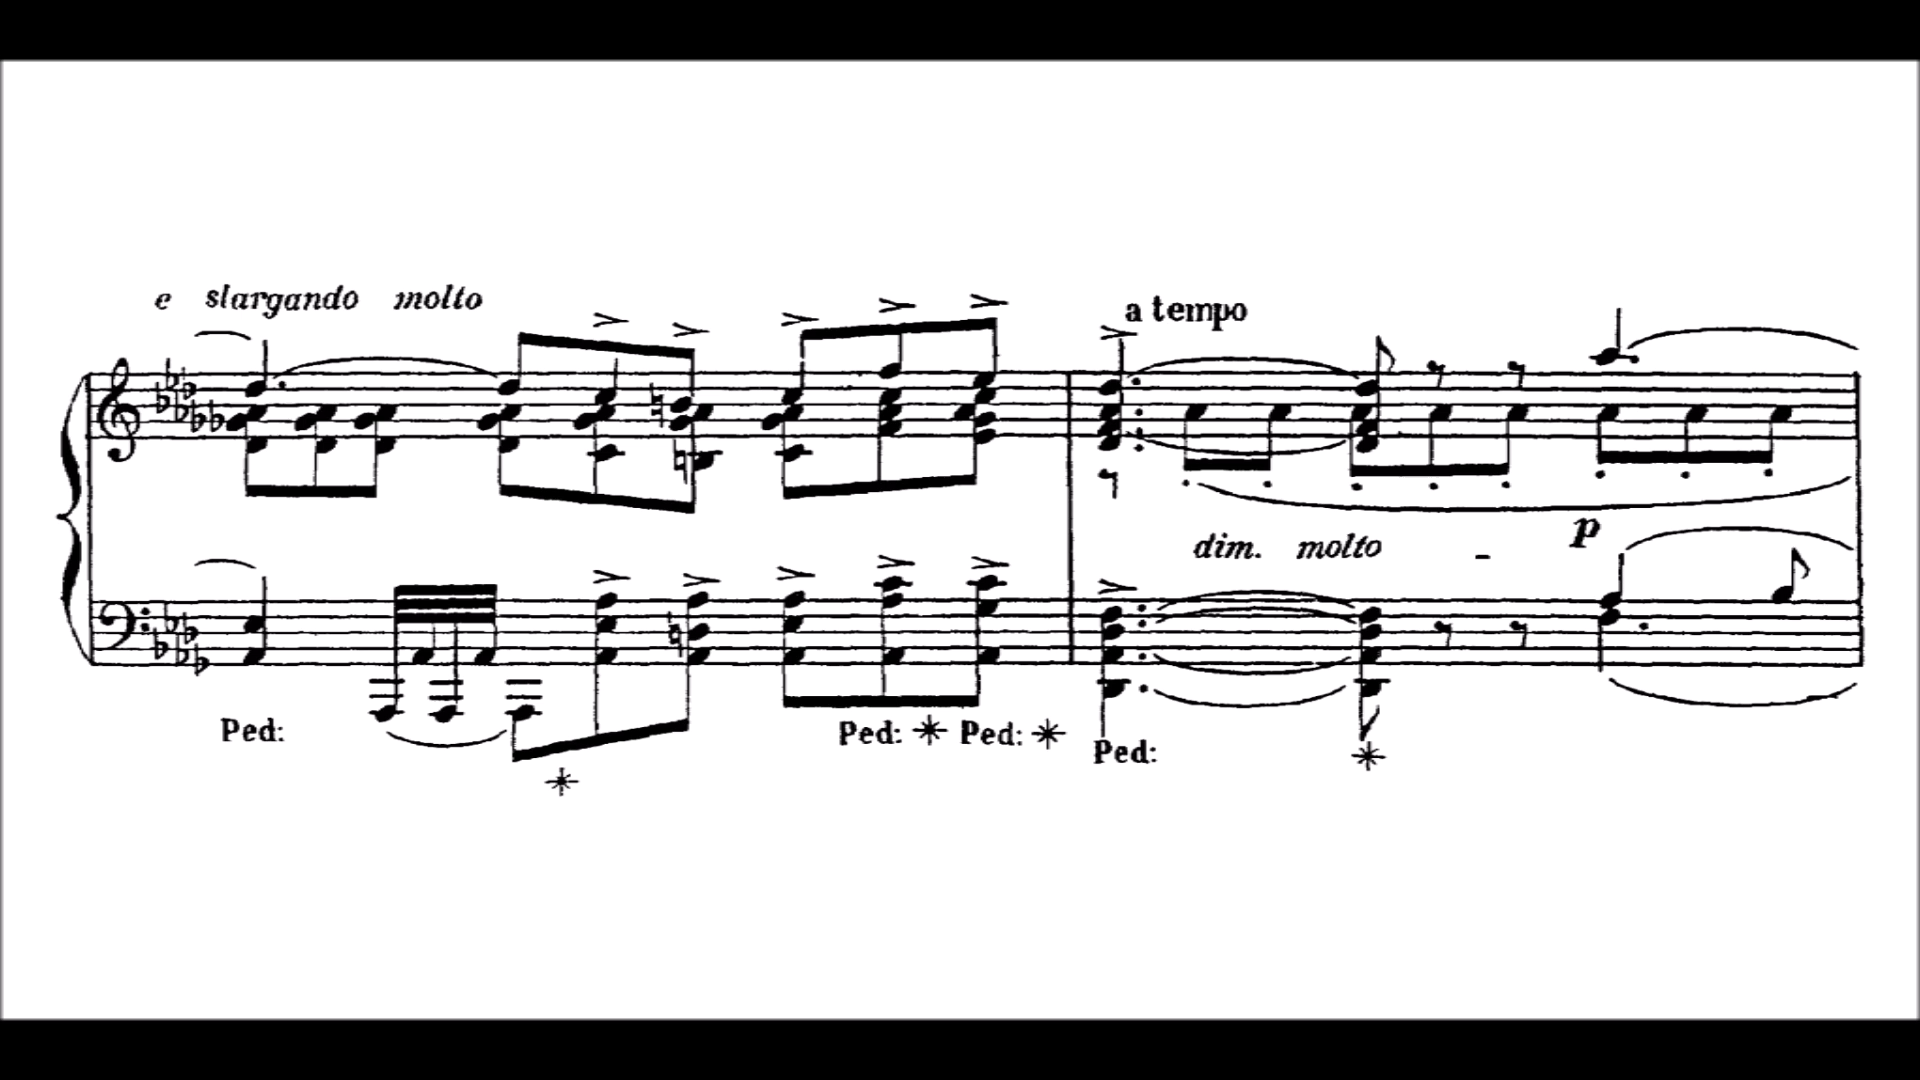 e slargando molto
a tempo
dim. molto -
p
Ped:
Ped: * Ped: *
Ped:
*
*